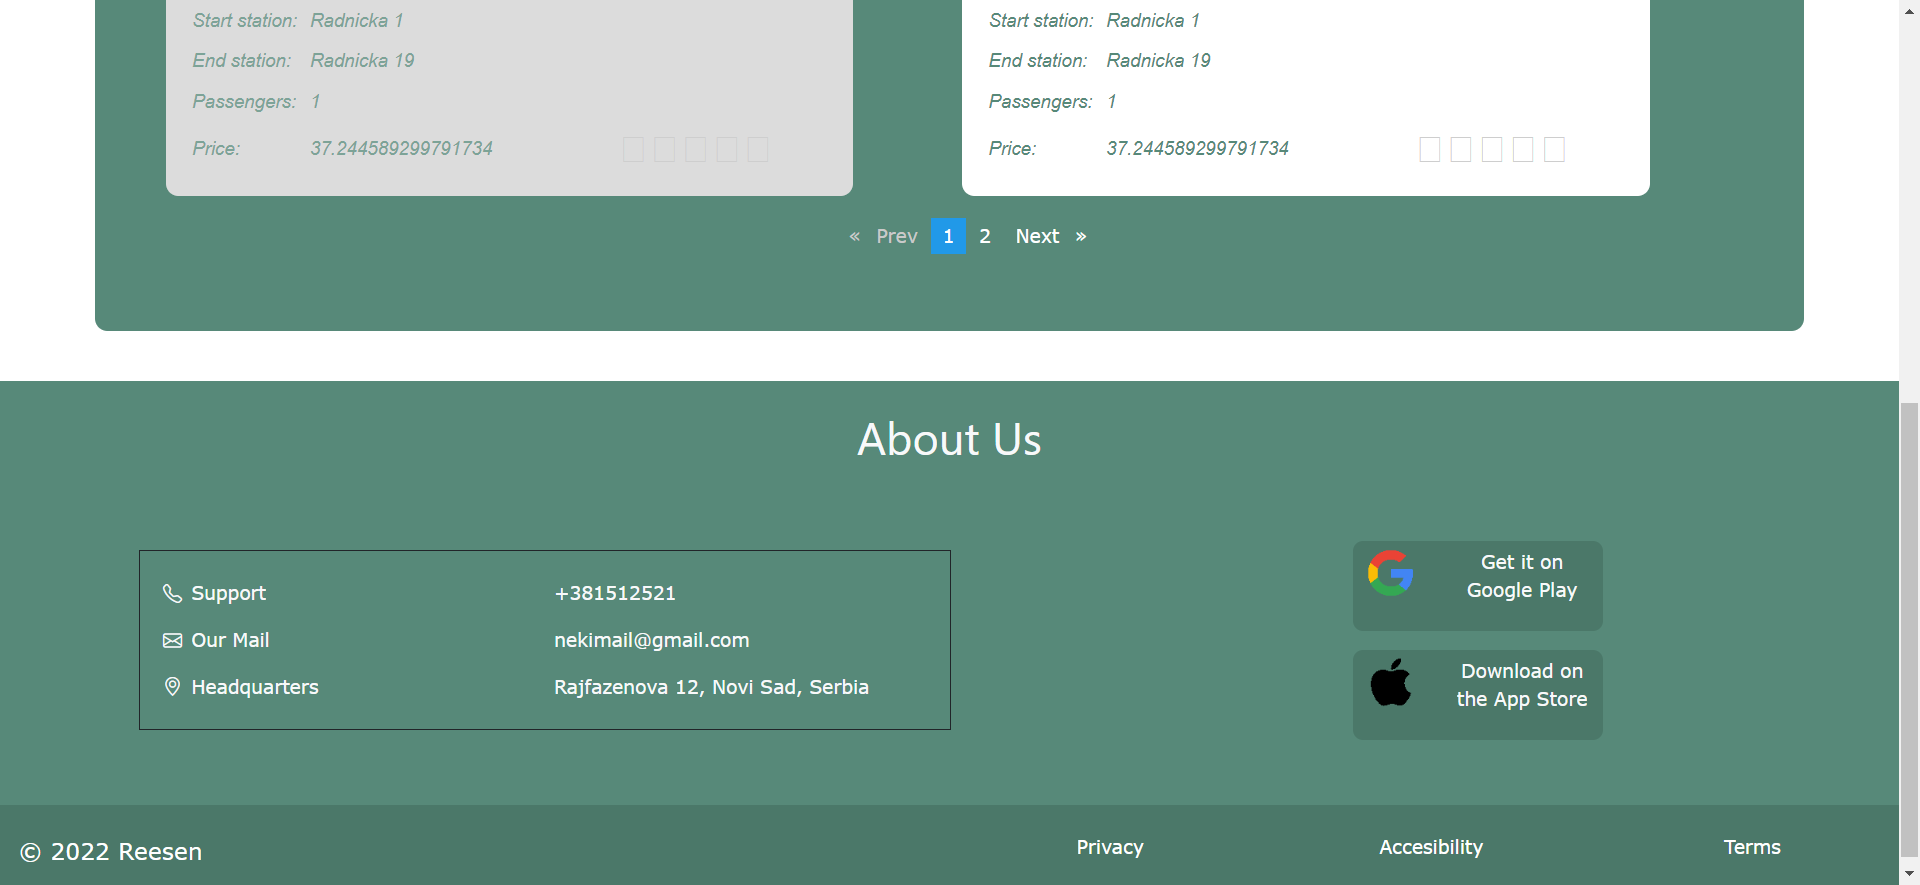 Start station: Radnicka 1
End station: Radnicka 19
Passengers: 1
Price: 37.244589299791734
Start station: Radnicka 1
End station: Radnicka 19
Passengers: 1
Price: 37.244589299791734
« Prev 1 2 Next »
About Us
Support +381512521
Our Mail nekimail@gmail.com
Headquarters Rajfazenova 12, Novi Sad, Serbia
Get it on
Google Play
Download on
the App Store
© 2022 Reesen
Privacy
Accesibility
Terms